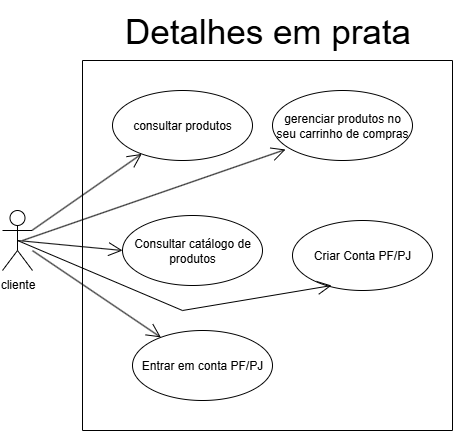 Detalhes em prata
consultar produtos
gerenciar produtos no
seu carrinho de compras
Consultar catálogo de
produtos
Criar Conta PF/PJ
cliente
Entrar em conta PF/PJ